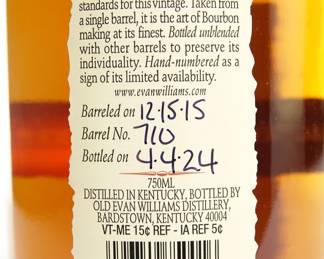 standards for this vintage. Taken from
a single barrel, it is the art of Bourbon
making at its finest. Bottled unblended
with other barrels to preserve its
individuality. Hand-numbered as a
sign of its limited availability.
www.evanwilliams.com
Barreled on 12-15-15
Barrel No. 710
Bottled on 4-4-24
750ML
DISTILLED IN KENTUCKY, BOTTLED BY
OLD EVAN WILLIAMS DISTILLERY,
BARDSTOWN, KENTUCKY 40004
VT-ME 15¢ REF - IA REF 5¢